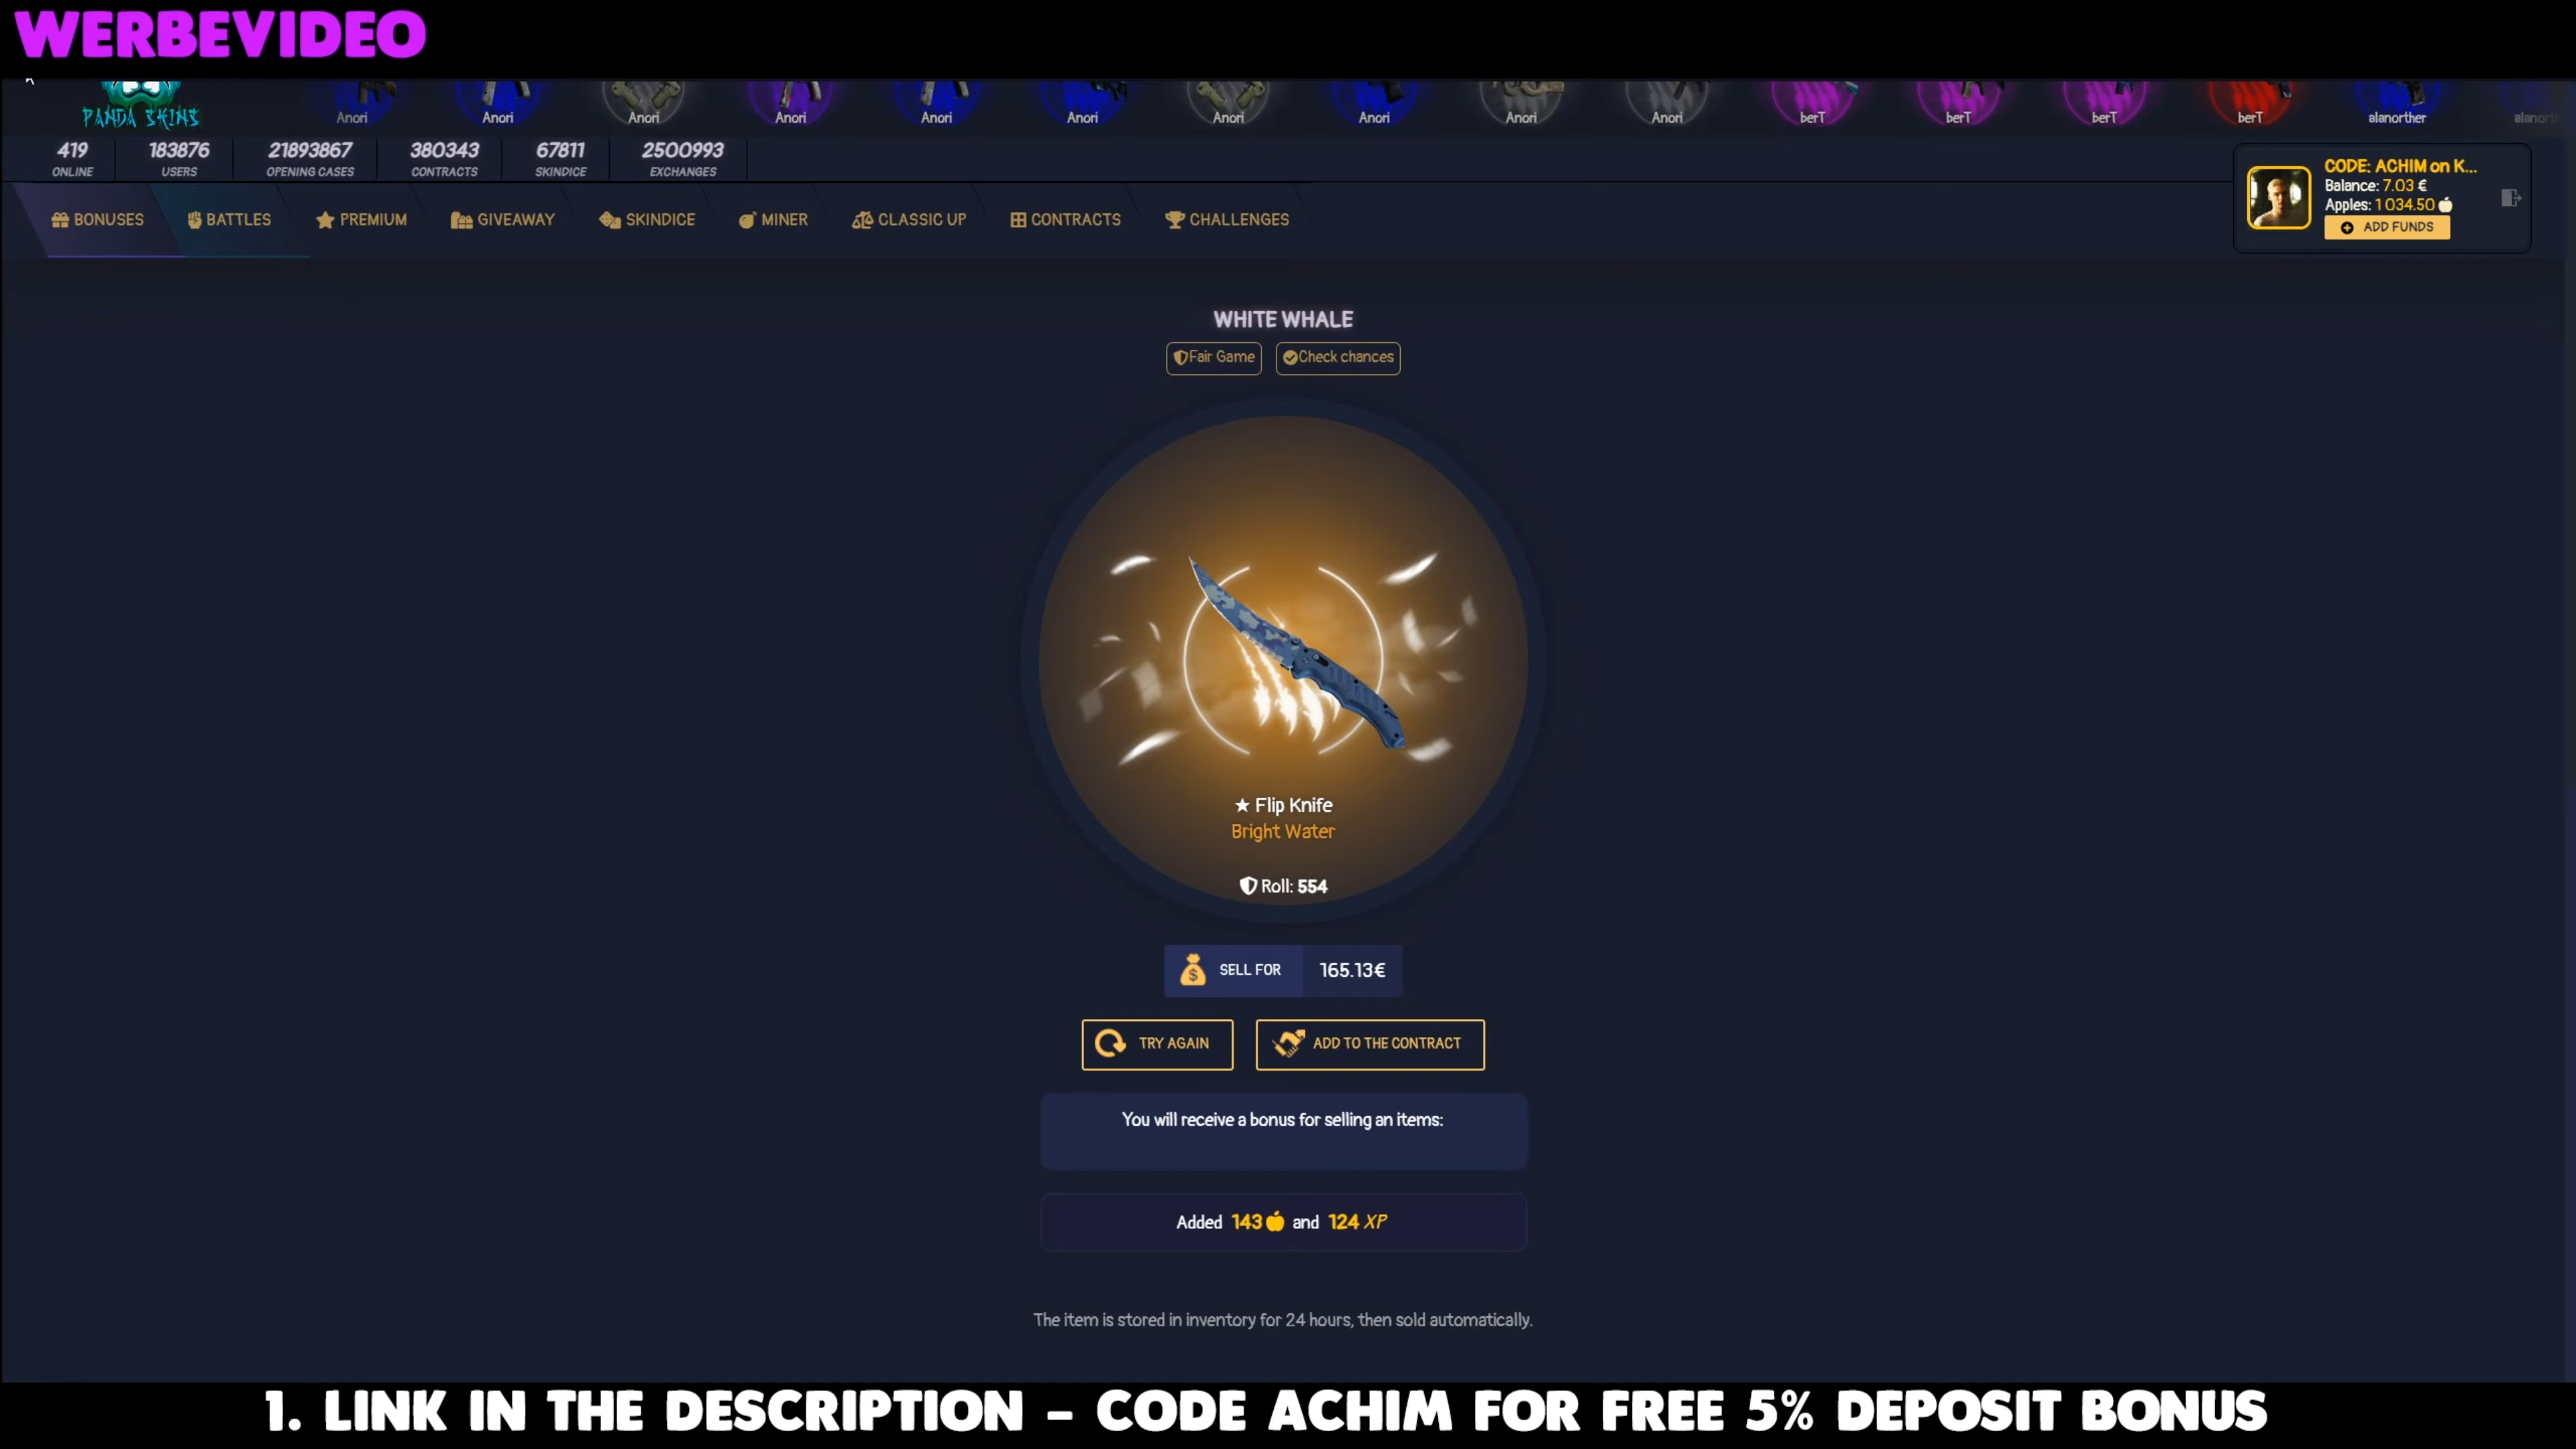 WERBEVIDEO
PANDA SKINS
Anori Anori Anori Anori Anori Anori Anori Anori Anori Anori berT berT berT berT alanorther
419 183876 21893867 380343 67811 2500993
ONLINE USERS OPENING CASES CONTRACTS SKINDICE EXCHANGES
CODE: ACHIM on K...
Balance: 7.03 €
Apples: 1 034.50
ADD FUNDS
BONUSES BATTLES PREMIUM GIVEAWAY SKINDICE MINER CLASSIC UP CONTRACTS CHALLENGES
WHITE WHALE
Fair Game Check chances
★ Flip Knife
Bright Water
Roll: 554
SELL FOR 165.13€
TRY AGAIN ADD TO THE CONTRACT
You will receive a bonus for selling an items:
Added 143 and 124 XP
The item is stored in inventory for 24 hours, then sold automatically.
1. LINK IN THE DESCRIPTION – CODE ACHIM FOR FREE 5% DEPOSIT BONUS